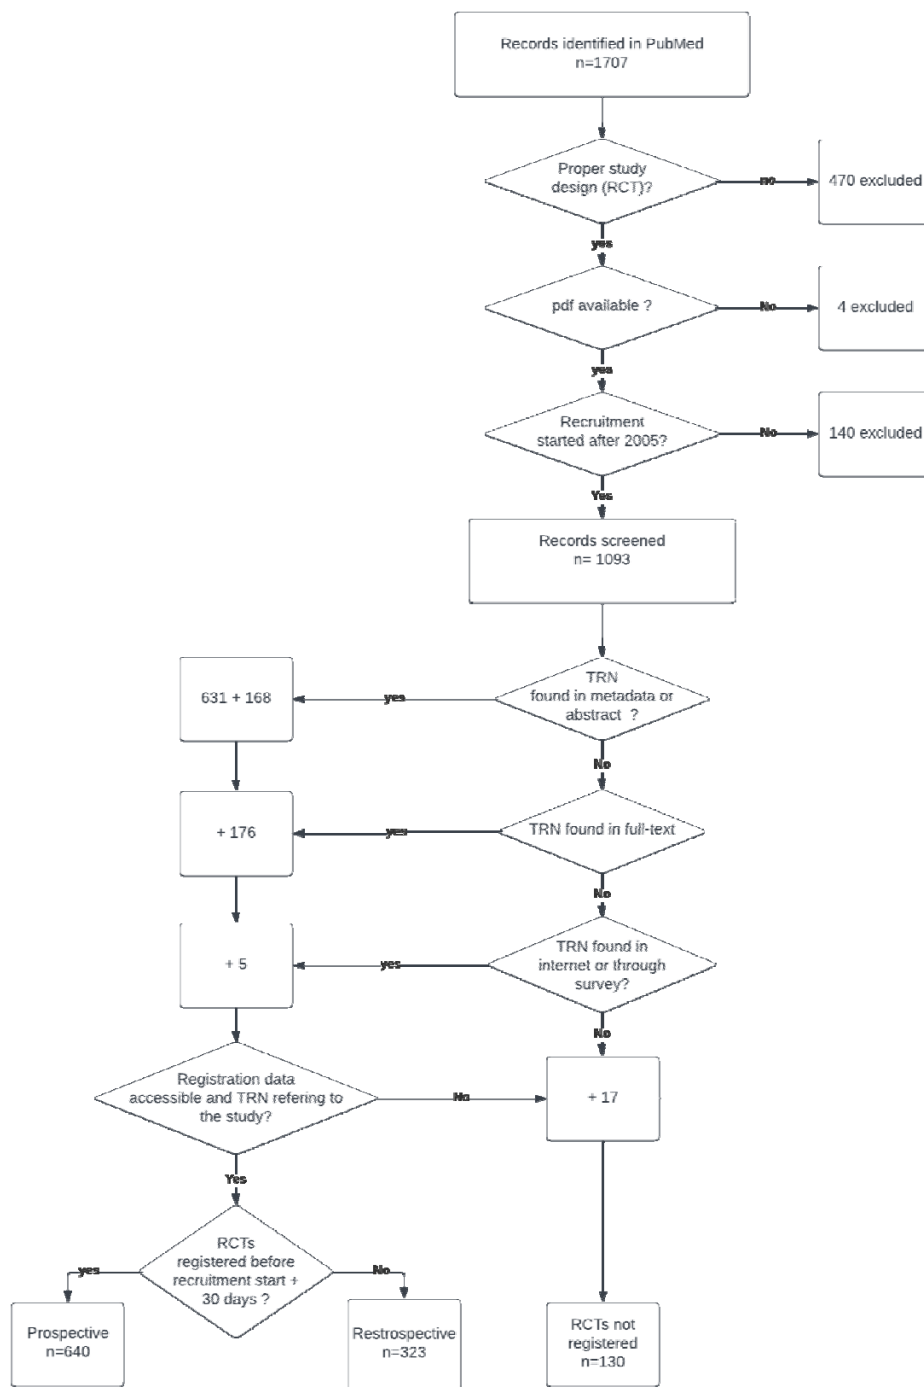 Records identified in PubMed
n=1707
Proper study
design (RCT)?
no
470 excluded
yes
pdf available ?
No
4 excluded
yes
Recruitment
started after 2005?
No
140 excluded
Yes
Records screened
n= 1093
TRN
found in metadata or
abstract ?
yes
631 + 168
No
TRN found in full-text
yes
+ 176
No
TRN found in
internet or through
survey?
yes
+ 5
No
Registration data
accessible and TRN refering to
the study?
No
+ 17
Yes
RCTs
registered before
recruitment start +
30 days ?
yes
No
Prospective
n=640
Restrospective
n=323
RCTs not
registered
n=130